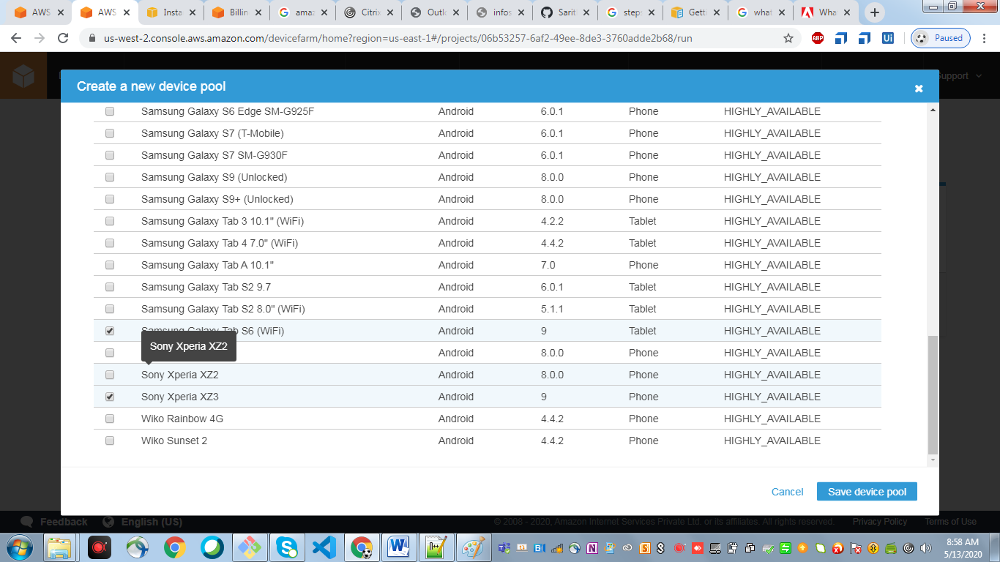 AWS AWS Insta Billin amaz Citrix Outlo infos Sarit steps Gett what Wha
us-west-2.console.aws.amazon.com/devicefarm/home?region=us-east-1#/projects/06b53257-6af2-49ee-8de3-3760adde2b68/run ABP Ui Paused
Support
Create a new device pool
Samsung Galaxy S6 Edge SM-G925F Android 6.0.1 Phone HIGHLY_AVAILABLE
Samsung Galaxy S7 (T-Mobile) Android 6.0.1 Phone HIGHLY_AVAILABLE
Samsung Galaxy S7 SM-G930F Android 6.0.1 Phone HIGHLY_AVAILABLE
Samsung Galaxy S9 (Unlocked) Android 8.0.0 Phone HIGHLY_AVAILABLE
Samsung Galaxy S9+ (Unlocked) Android 8.0.0 Phone HIGHLY_AVAILABLE
Samsung Galaxy Tab 3 10.1" (WiFi) Android 4.2.2 Tablet HIGHLY_AVAILABLE
Samsung Galaxy Tab 4 7.0" (WiFi) Android 4.4.2 Tablet HIGHLY_AVAILABLE
Samsung Galaxy Tab A 10.1" Android 7.0 Phone HIGHLY_AVAILABLE
Samsung Galaxy Tab S2 9.7 Android 6.0.1 Tablet HIGHLY_AVAILABLE
Samsung Galaxy Tab S2 8.0" (WiFi) Android 5.1.1 Tablet HIGHLY_AVAILABLE
Samsung Galaxy Tab S6 (WiFi) Android 9 Tablet HIGHLY_AVAILABLE
Sony Xperia XZ2
Android 8.0.0 Phone HIGHLY_AVAILABLE
Sony Xperia XZ2 Android 8.0.0 Phone HIGHLY_AVAILABLE
Sony Xperia XZ3 Android 9 Phone HIGHLY_AVAILABLE
Wiko Rainbow 4G Android 4.4.2 Phone HIGHLY_AVAILABLE
Wiko Sunset 2 Android 4.4.2 Phone HIGHLY_AVAILABLE
Cancel Save device pool
Feedback English (US) © 2008 - 2020, Amazon Internet Services Private Ltd. or its affiliates. All rights reserved. Privacy Policy Terms of Use
8:58 AM
5/13/2020